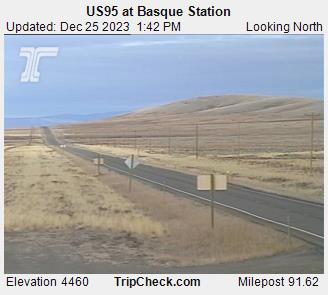 US95 at Basque Station
Updated: Dec 25 2023 1:42 PM Looking North
Elevation 4460 TripCheck.com Milepost 91.62